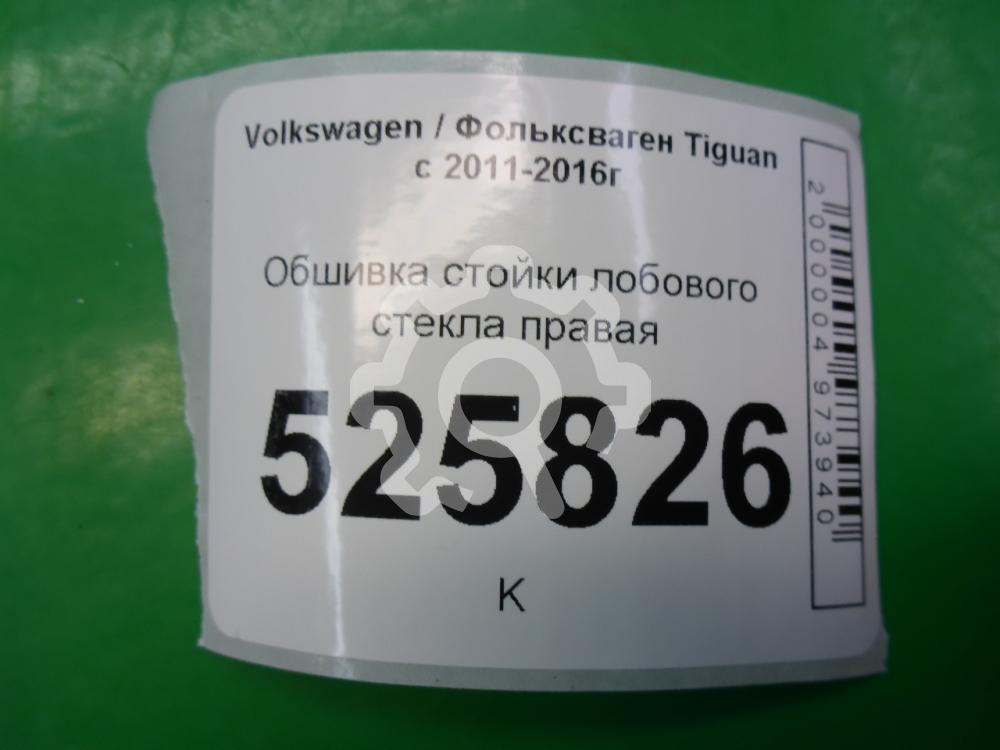 Volkswagen / Фольксваген Tiguan
с 2011-2016г
Обшивка стойки лобового
стекла правая
525826
К
2000004973940